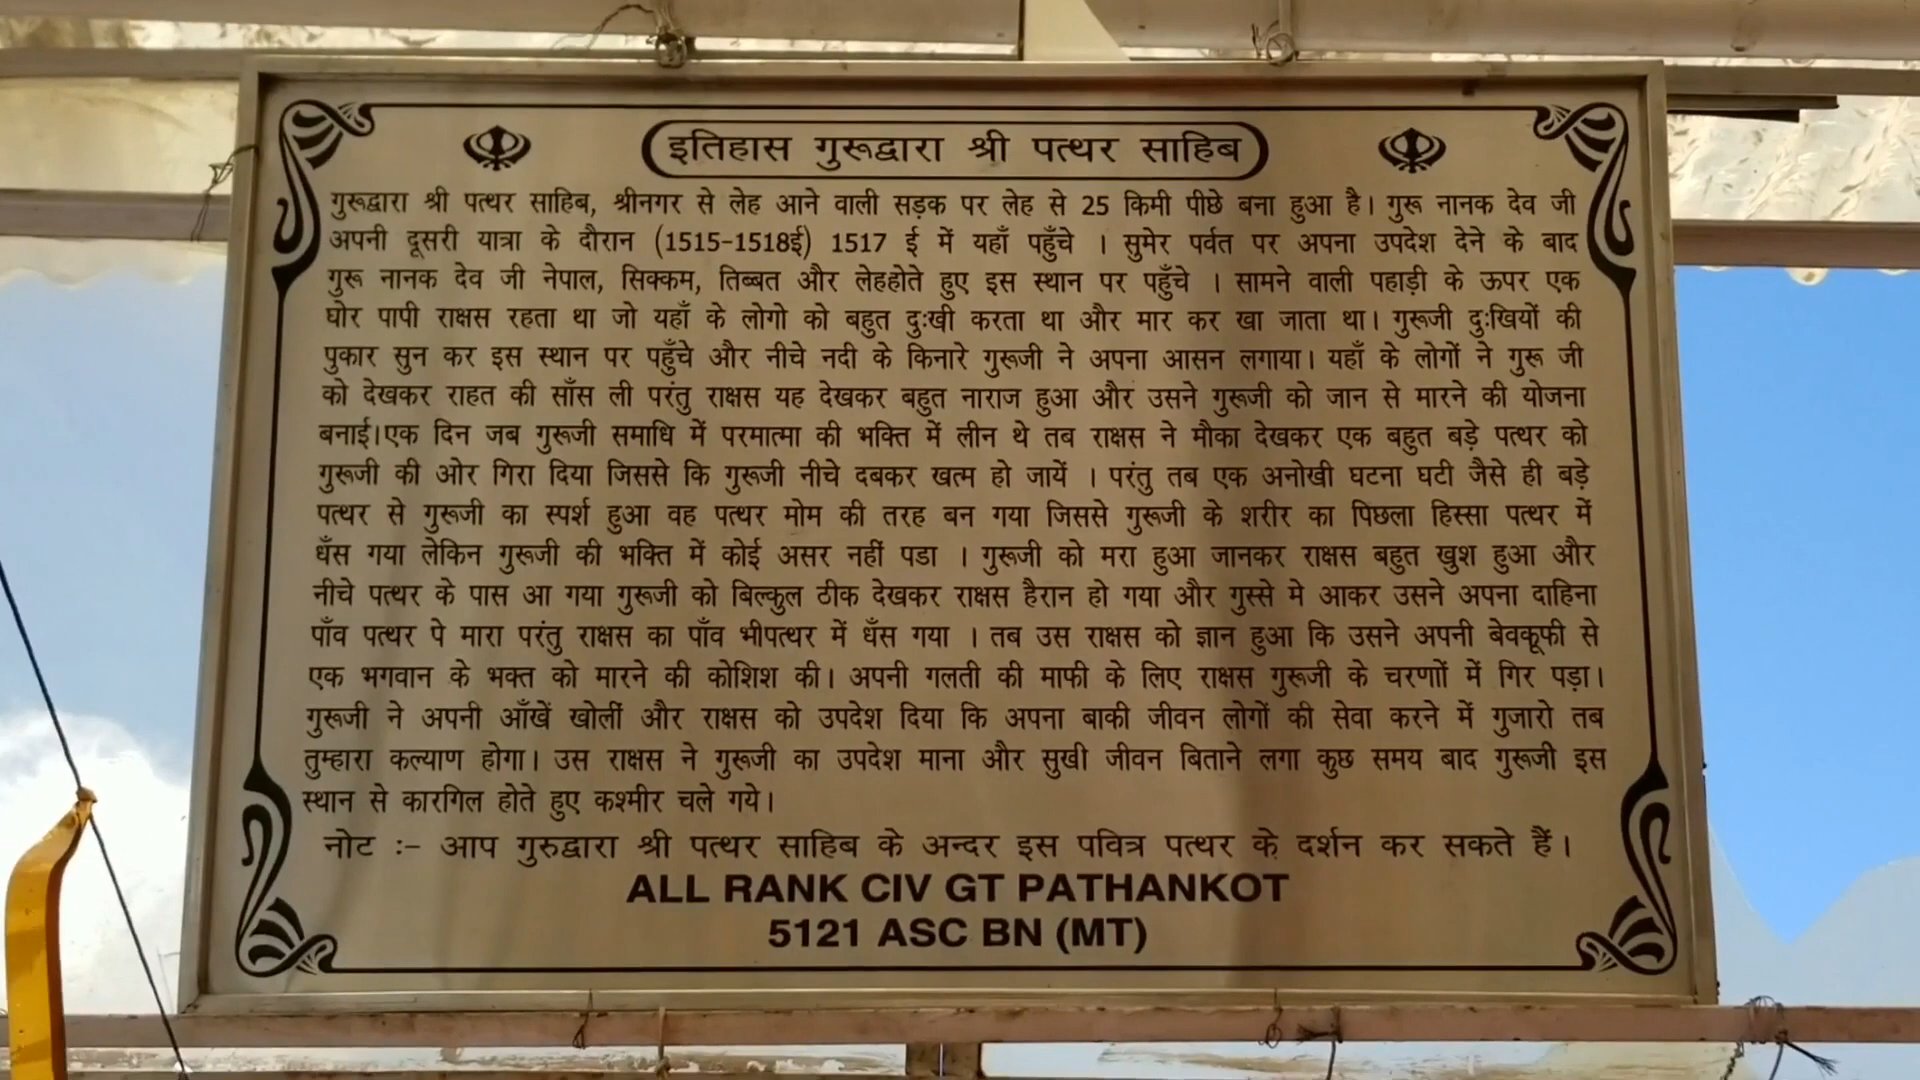 इतिहास गुरूद्वारा श्री पत्थर साहिब
गुरूद्वारा श्री पत्थर साहिब, श्रीनगर से लेह आने वाली सड़क पर लेह से 25 किमी पीछे बना हुआ है। गुरू नानक देव जी
अपनी दूसरी यात्रा के दौरान (1515-1518ई) 1517 ई में यहाँ पहुँचे । सुमेर पर्वत पर अपना उपदेश देने के बाद
गुरू नानक देव जी नेपाल, सिक्कम, तिब्बत और लेहहोते हुए इस स्थान पर पहुँचे । सामने वाली पहाड़ी के ऊपर एक
घोर पापी राक्षस रहता था जो यहाँ के लोगो को बहुत दुःखी करता था और मार कर खा जाता था। गुरूजी दुःखियों की
पुकार सुन कर इस स्थान पर पहुँचे और नीचे नदी के किनारे गुरूजी ने अपना आसन लगाया। यहाँ के लोगों ने गुरू जी
को देखकर राहत की साँस ली परंतु राक्षस यह देखकर बहुत नाराज हुआ और उसने गुरूजी को जान से मारने की योजना
बनाई।एक दिन जब गुरूजी समाधि में परमात्मा की भक्ति में लीन थे तब राक्षस ने मौका देखकर एक बहुत बड़े पत्थर को
गुरूजी की ओर गिरा दिया जिससे कि गुरूजी नीचे दबकर खत्म हो जायें । परंतु तब एक अनोखी घटना घटी जैसे ही बड़े
पत्थर से गुरूजी का स्पर्श हुआ वह पत्थर मोम की तरह बन गया जिससे गुरूजी के शरीर का पिछला हिस्सा पत्थर में
धँस गया लेकिन गुरूजी की भक्ति में कोई असर नहीं पडा । गुरूजी को मरा हुआ जानकर राक्षस बहुत खुश हुआ और
नीचे पत्थर के पास आ गया गुरूजी को बिल्कुल ठीक देखकर राक्षस हैरान हो गया और गुस्से मे आकर उसने अपना दाहिना
पाँव पत्थर पे मारा परंतु राक्षस का पाँव भीपत्थर में धँस गया । तब उस राक्षस को ज्ञान हुआ कि उसने अपनी बेवकूफी से
एक भगवान के भक्त को मारने की कोशिश की। अपनी गलती की माफी के लिए राक्षस गुरूजी के चरणाों में गिर पड़ा।
गुरूजी ने अपनी आँखें खोलीं और राक्षस को उपदेश दिया कि अपना बाकी जीवन लोगों की सेवा करने में गुजारो तब
तुम्हारा कल्याण होगा। उस राक्षस ने गुरूजी का उपदेश माना और सुखी जीवन बिताने लगा कुछ समय बाद गुरूजी इस
स्थान से कारगिल होते हुए कश्मीर चले गये।
नोट :- आप गुरुद्वारा श्री पत्थर साहिब के अन्दर इस पवित्र पत्थर के दर्शन कर सकते हैं।
ALL RANK CIV GT PATHANKOT
5121 ASC BN (MT)